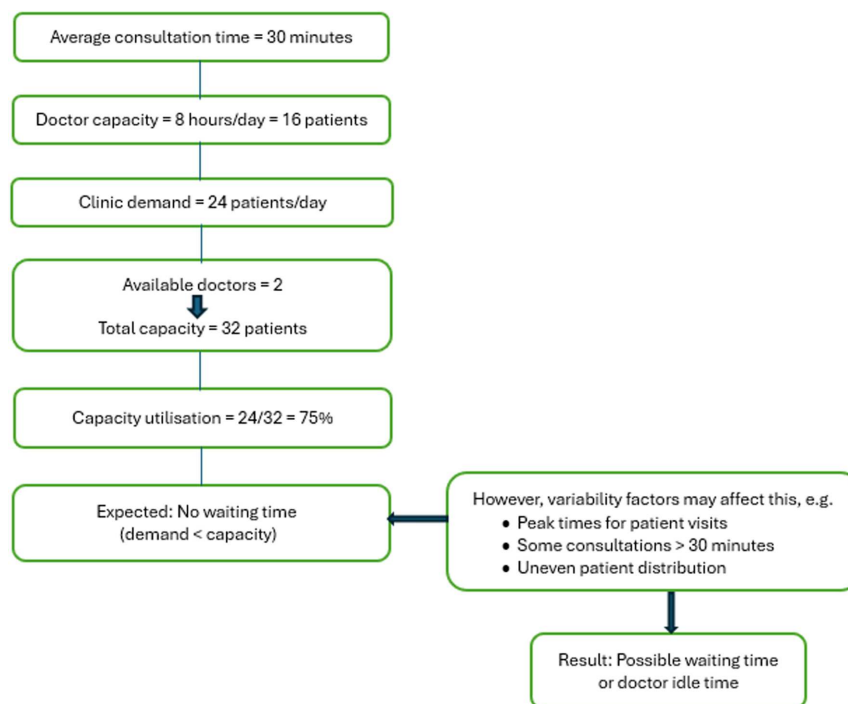 Average consultation time = 30 minutes
Doctor capacity = 8 hours/day = 16 patients
Clinic demand = 24 patients/day
Available doctors = 2
Total capacity = 32 patients
Capacity utilisation = 24/32 = 75%
Expected: No waiting time
(demand < capacity)
However, variability factors may affect this, e.g.
• Peak times for patient visits
• Some consultations > 30 minutes
• Uneven patient distribution
Result: Possible waiting time
or doctor idle time